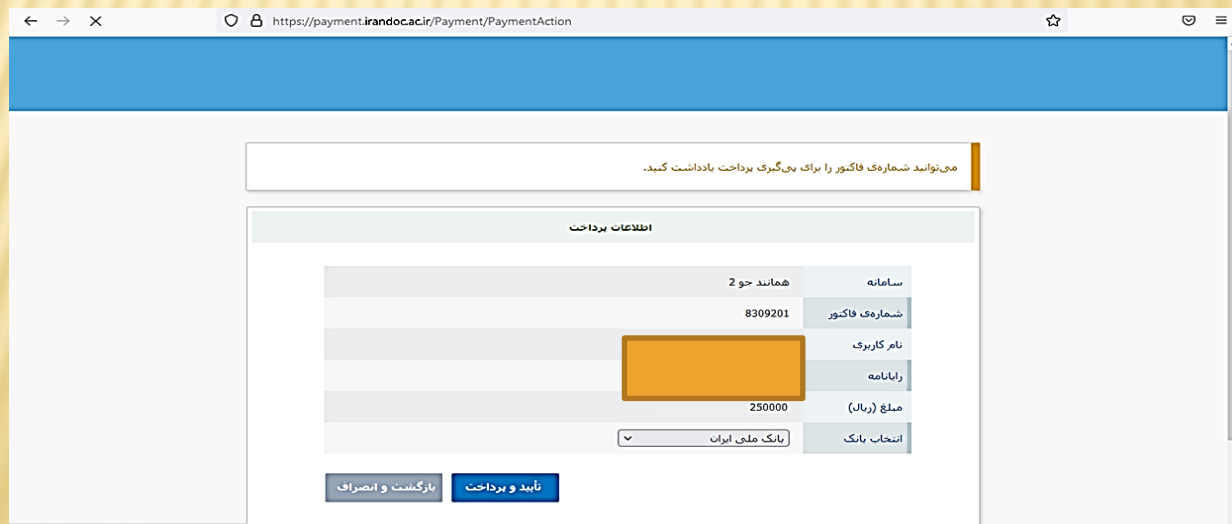 https://payment.irandoc.ac.ir/Payment/PaymentAction
می‌توانید شماره‌ی فاکتور را برای پی‌گیری پرداخت یادداشت کنید.
اطلاعات پرداخت
سامانه همانند جو 2
شماره‌ی فاکتور 8309201
نام کاربری
رایانامه
مبلغ (ریال) 250000
انتخاب بانک بانک ملی ایران
تأیید و پرداخت بازگشت و انصراف